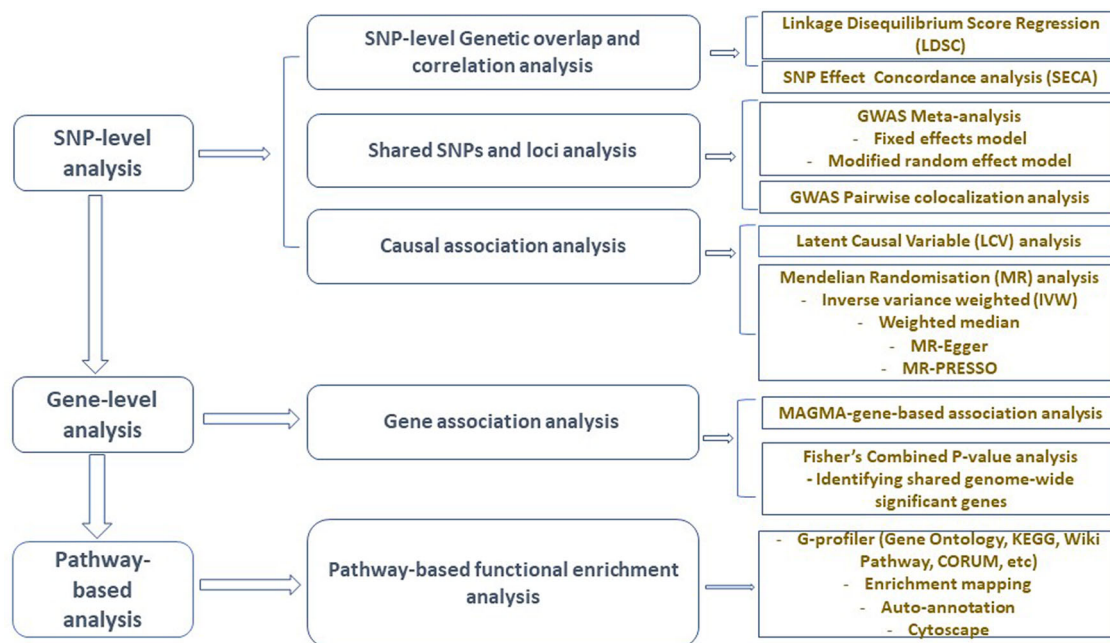 SNP-level
analysis
SNP-level Genetic overlap and
correlation analysis
Linkage Disequilibrium Score Regression
(LDSC)
SNP Effect Concordance analysis (SECA)
Shared SNPs and loci analysis
GWAS Meta-analysis
- Fixed effects model
- Modified random effect model
GWAS Pairwise colocalization analysis
Causal association analysis
Latent Causal Variable (LCV) analysis
Mendelian Randomisation (MR) analysis
- Inverse variance weighted (IVW)
- Weighted median
- MR-Egger
- MR-PRESSO
Gene-level
analysis
Gene association analysis
MAGMA-gene-based association analysis
Fisher's Combined P-value analysis
- Identifying shared genome-wide
significant genes
Pathway-
based
analysis
Pathway-based functional enrichment
analysis
- G-profiler (Gene Ontology, KEGG, Wiki
Pathway, CORUM, etc)
- Enrichment mapping
- Auto-annotation
- Cytoscape